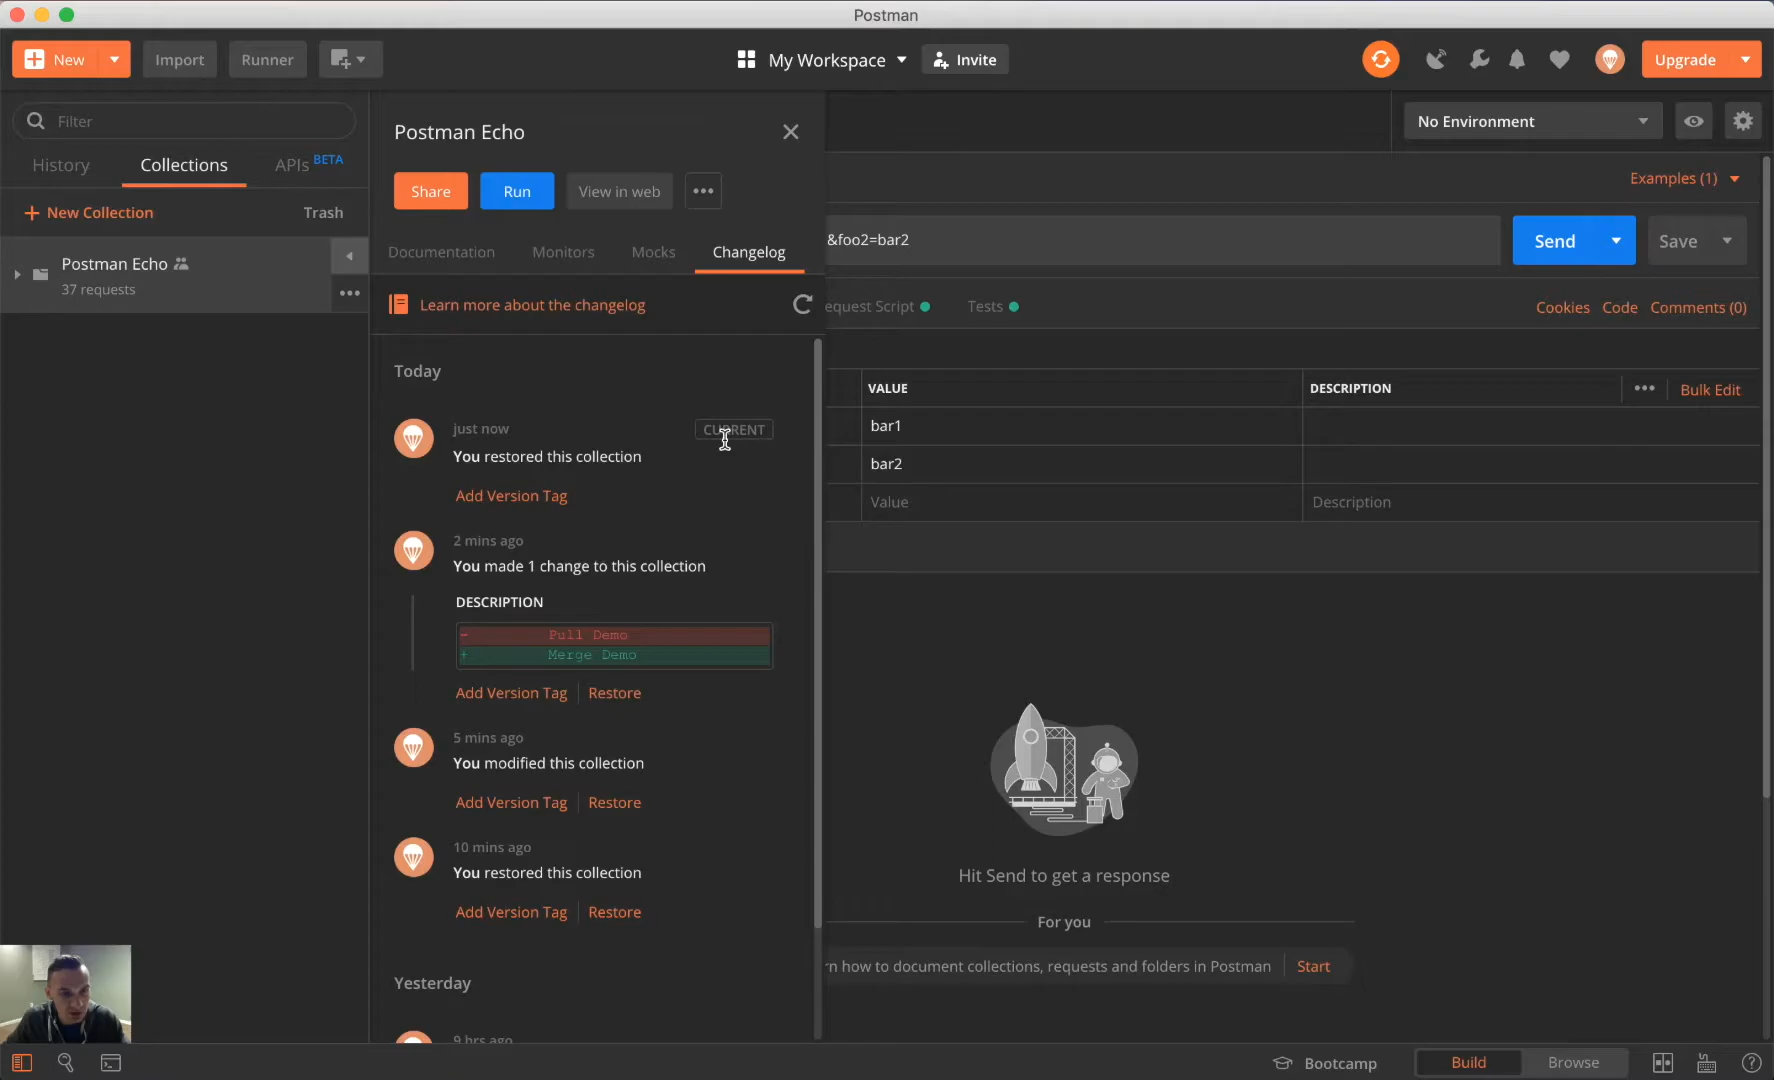 Postman
New
Import
Runner
My Workspace
Invite
Upgrade
Filter
History
Collections
APIs BETA
New Collection
Trash
Postman Echo
37 requests
Postman Echo
Share
Run
View in web
Documentation
Monitors
Mocks
Changelog
Learn more about the changelog
Today
just now
CURRENT
You restored this collection
Add Version Tag
2 mins ago
You made 1 change to this collection
DESCRIPTION
- Pull Demo
+ Merge Demo
Add Version Tag
Restore
5 mins ago
You modified this collection
Add Version Tag
Restore
10 mins ago
You restored this collection
Add Version Tag
Restore
Yesterday
9 hrs ago
No Environment
Examples (1)
&foo2=bar2
Send
Save
equest Script
Tests
Cookies
Code
Comments (0)
VALUE
DESCRIPTION
Bulk Edit
bar1
bar2
Value
Description
Hit Send to get a response
For you
rn how to document collections, requests and folders in Postman
Start
Bootcamp
Build
Browse